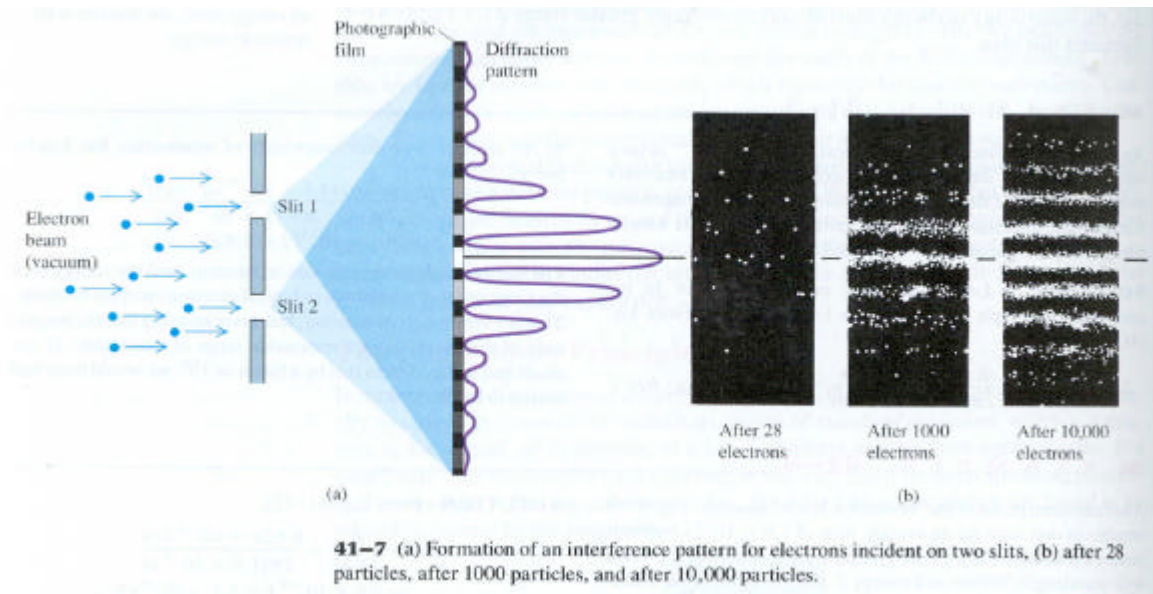 Photographic
film
Diffraction
pattern
Slit 1
Electron
beam
(vacuum)
Slit 2
After 28
electrons
After 1000
electrons
After 10,000
electrons
(a)
(b)
41–7 (a) Formation of an interference pattern for electrons incident on two slits, (b) after 28
particles, after 1000 particles, and after 10,000 particles.